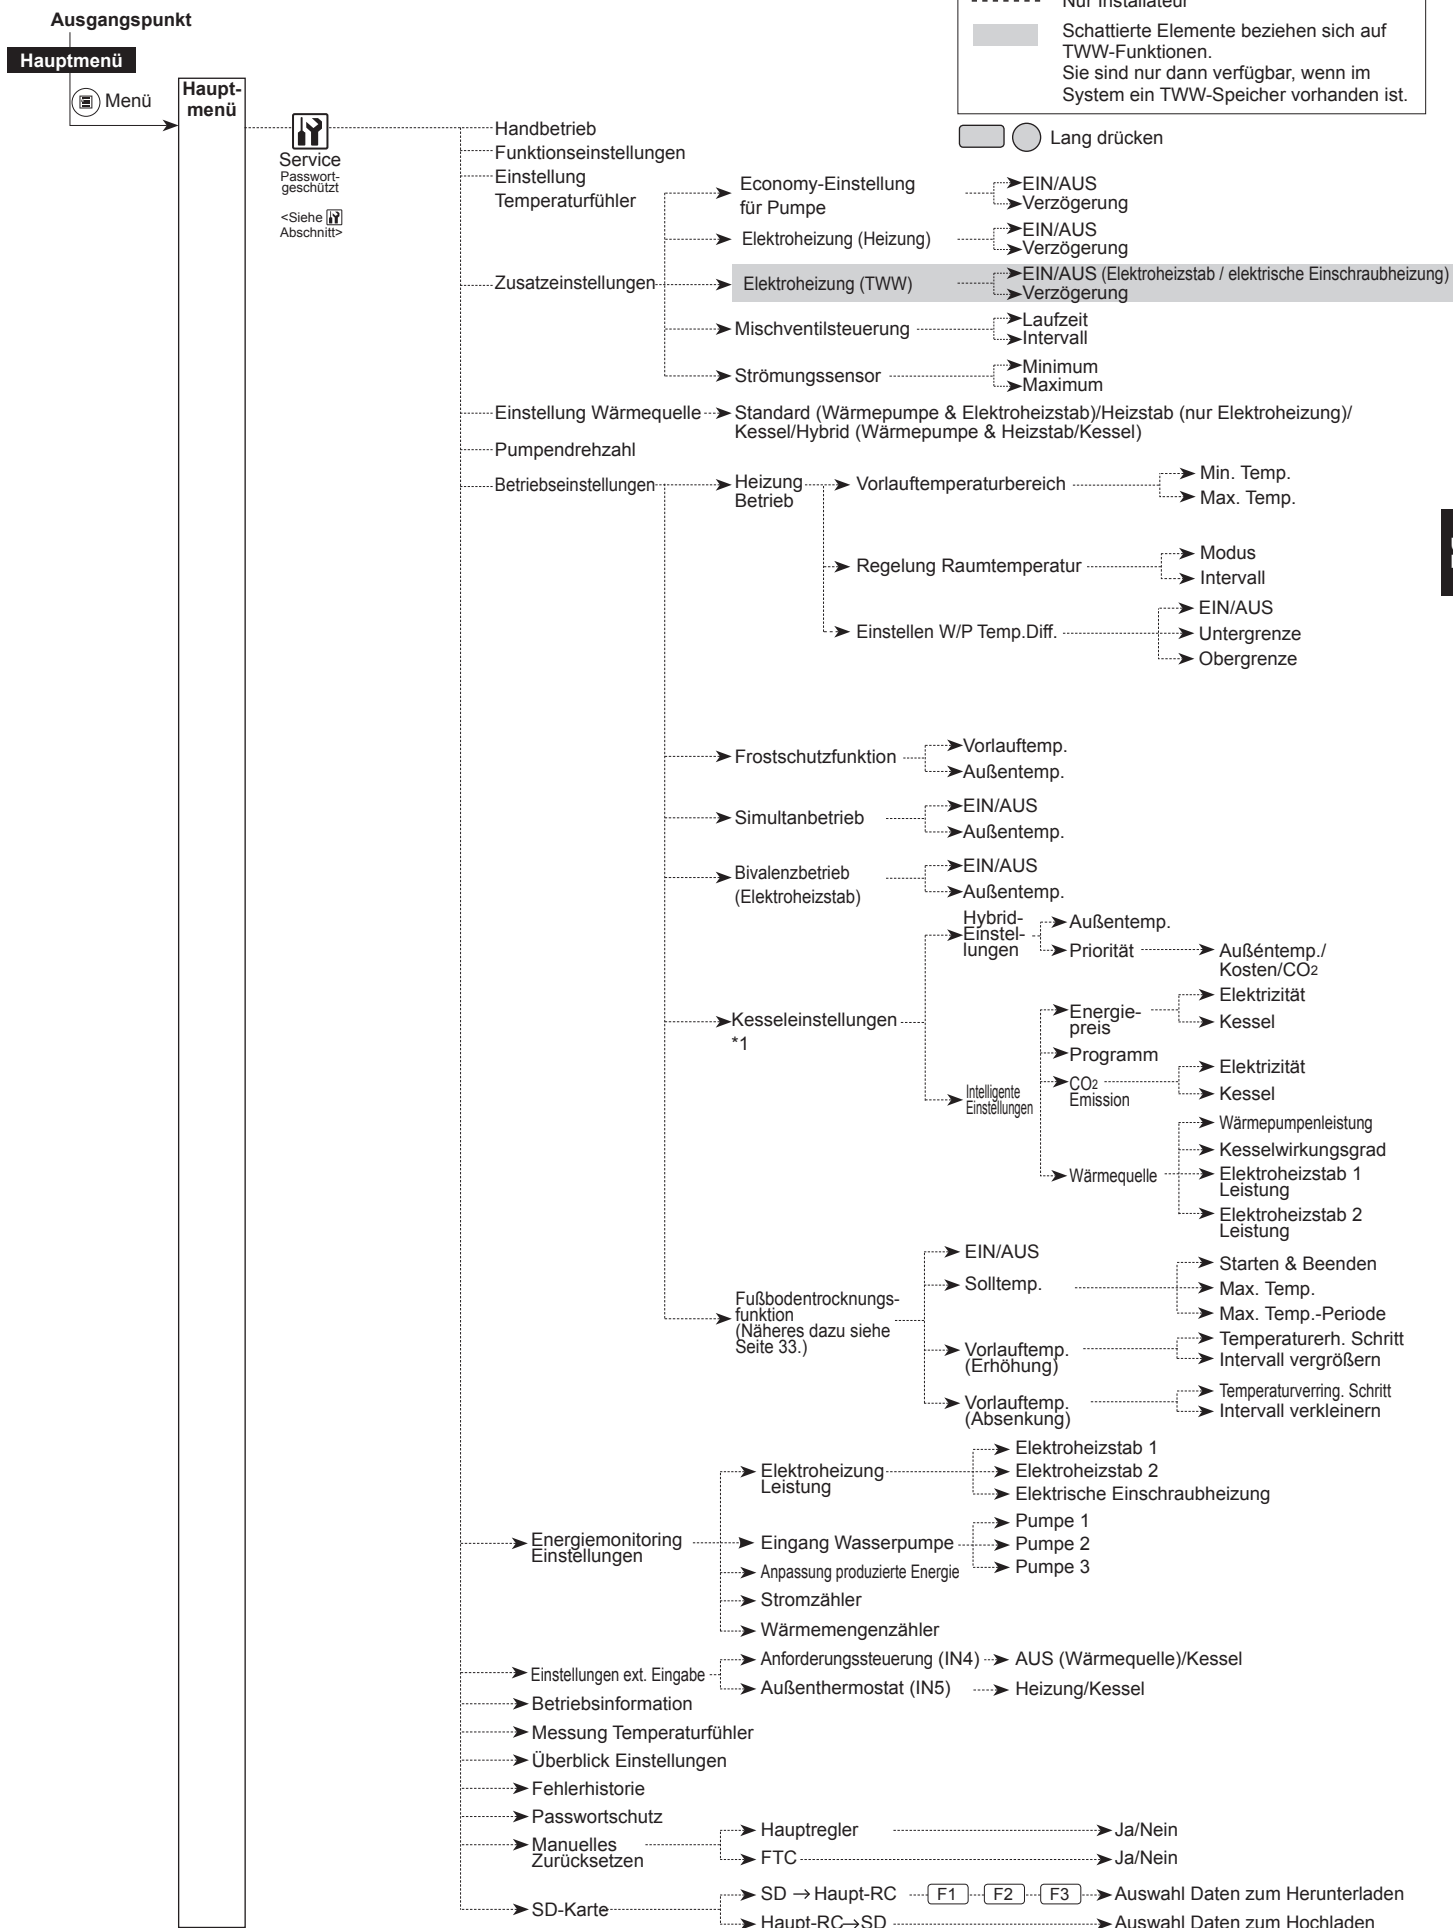 Nur Installateur
Schattierte Elemente beziehen sich auf
TWW-Funktionen.
Sie sind nur dann verfügbar, wenn im
System ein TWW-Speicher vorhanden ist.
Lang drücken
Ausgangspunkt
Hauptmenü
Menü
Haupt-
menü
Service
Passwort-
geschützt
<Siehe
Abschnitt>
Handbetrieb
Funktionseinstellungen
Einstellung
Temperaturfühler
Zusatzeinstellungen
Economy-Einstellung
für Pumpe
EIN/AUS
Verzögerung
Elektroheizung (Heizung)
EIN/AUS
Verzögerung
Elektroheizung (TWW)
EIN/AUS (Elektroheizstab / elektrische Einschraubheizung)
Verzögerung
Mischventilsteuerung
Laufzeit
Intervall
Strömungssensor
Minimum
Maximum
Einstellung Wärmequelle
Standard (Wärmepumpe & Elektroheizstab)/Heizstab (nur Elektroheizung)/
Kessel/Hybrid (Wärmepumpe & Heizstab/Kessel)
Pumpendrehzahl
Betriebseinstellungen
Heizung
Betrieb
Vorlauftemperaturbereich
Min. Temp.
Max. Temp.
Regelung Raumtemperatur
Modus
Intervall
Einstellen W/P Temp.Diff.
EIN/AUS
Untergrenze
Obergrenze
Frostschutzfunktion
Vorlauftemp.
Außentemp.
Simultanbetrieb
EIN/AUS
Außentemp.
Bivalenzbetrieb
(Elektroheizstab)
EIN/AUS
Außentemp.
Kesseleinstellungen
*1
Hybrid-
Einstel-
lungen
Außentemp.
Priorität
Außéntemp./
Kosten/CO2
Intelligente
Einstellungen
Energie-
preis
Elektrizität
Kessel
Programm
CO2
Emission
Elektrizität
Kessel
Wärmequelle
Wärmepumpenleistung
Kesselwirkungsgrad
Elektroheizstab 1
Leistung
Elektroheizstab 2
Leistung
Fußbodentrocknungs-
funktion
(Näheres dazu siehe
Seite 33.)
EIN/AUS
Solltemp.
Starten & Beenden
Max. Temp.
Max. Temp.-Periode
Vorlauftemp.
(Erhöhung)
Temperaturerh. Schritt
Intervall vergrößern
Vorlauftemp.
(Absenkung)
Temperaturverring. Schritt
Intervall verkleinern
Energiemonitoring
Einstellungen
Elektroheizung
Leistung
Elektroheizstab 1
Elektroheizstab 2
Elektrische Einschraubheizung
Eingang Wasserpumpe
Pumpe 1
Pumpe 2
Pumpe 3
Anpassung produzierte Energie
Stromzähler
Wärmemengenzähler
Einstellungen ext. Eingabe
Anforderungssteuerung (IN4)
AUS (Wärmequelle)/Kessel
Außenthermostat (IN5)
Heizung/Kessel
Betriebsinformation
Messung Temperaturfühler
Überblick Einstellungen
Fehlerhistorie
Passwortschutz
Manuelles
Zurücksetzen
Hauptregler
Ja/Nein
FTC
Ja/Nein
SD-Karte
SD → Haupt-RC
F1
F2
F3
Auswahl Daten zum Herunterladen
Haupt-RC→SD
Auswahl Daten zum Hochladen